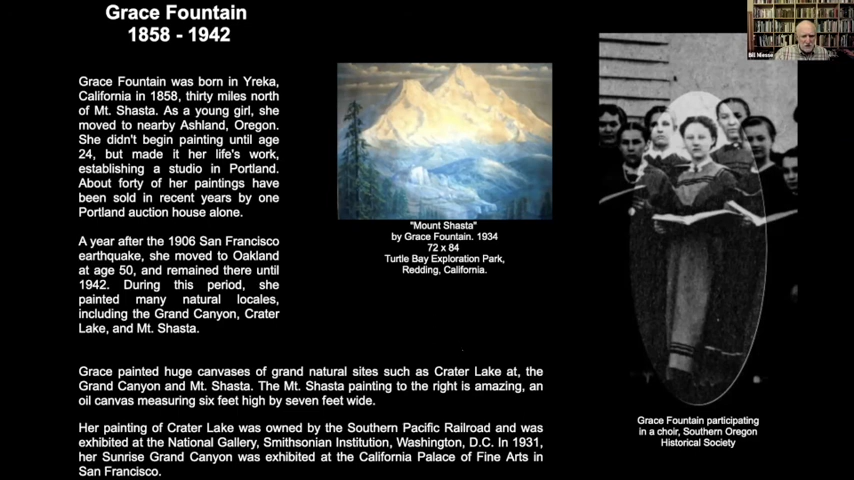 Grace Fountain
1858 - 1942
Grace Fountain was born in Yreka,
California in 1858, thirty miles north
of Mt. Shasta. As a young girl, she
moved to nearby Ashland, Oregon.
She didn't begin painting until age
24, but made it her life's work,
establishing a studio in Portland.
About forty of her paintings have
been sold in recent years by one
Portland auction house alone.
A year after the 1906 San Francisco
earthquake, she moved to Oakland
at age 50, and remained there until
1942. During this period, she
painted many natural locales,
including the Grand Canyon, Crater
Lake, and Mt. Shasta.
"Mount Shasta"
by Grace Fountain. 1934
72 x 84
Turtle Bay Exploration Park,
Redding, California.
Grace painted huge canvases of grand natural sites such as Crater Lake at, the
Grand Canyon and Mt. Shasta. The Mt. Shasta painting to the right is amazing, an
oil canvas measuring six feet high by seven feet wide.
Her painting of Crater Lake was owned by the Southern Pacific Railroad and was
exhibited at the National Gallery, Smithsonian Institution, Washington, D.C. In 1931,
her Sunrise Grand Canyon was exhibited at the California Palace of Fine Arts in
San Francisco.
Grace Fountain participating
in a choir, Southern Oregon
Historical Society
Bill Miesse